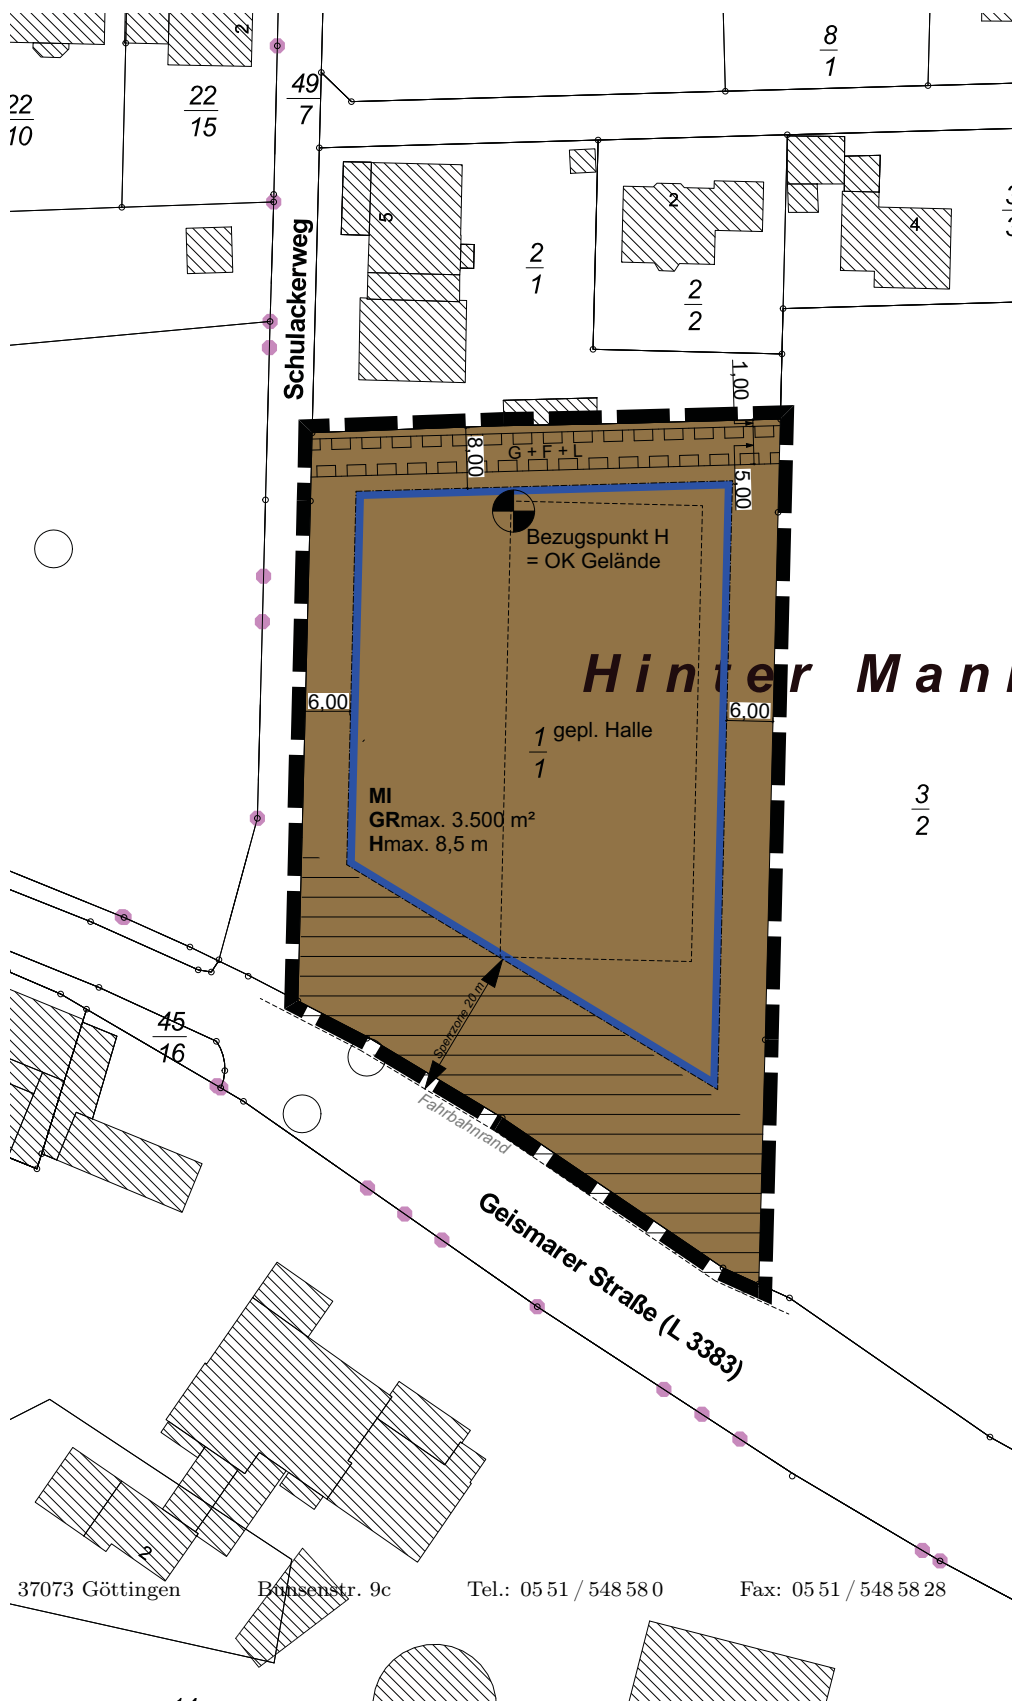 2
8
1
49
7
22
10
22
15
5
2
4
Schulackerweg
2
1
2
2
1,00
8,00
G + F + L
5,00
Bezugspunkt H
= OK Gelände
Hinter
6,00
6,00
1
1
gepl. Halle
3
2
MI
GRmax. 3.500 m²
Hmax. 8,5 m
Sperrzone 20 m
45
16
Fahrbahnrand
Geismarer Straße (L 3383)
2
37073 Göttingen Bunsenstr. 9c Tel.: 05 51 / 548 58 0 Fax: 05 51 / 548 58 28